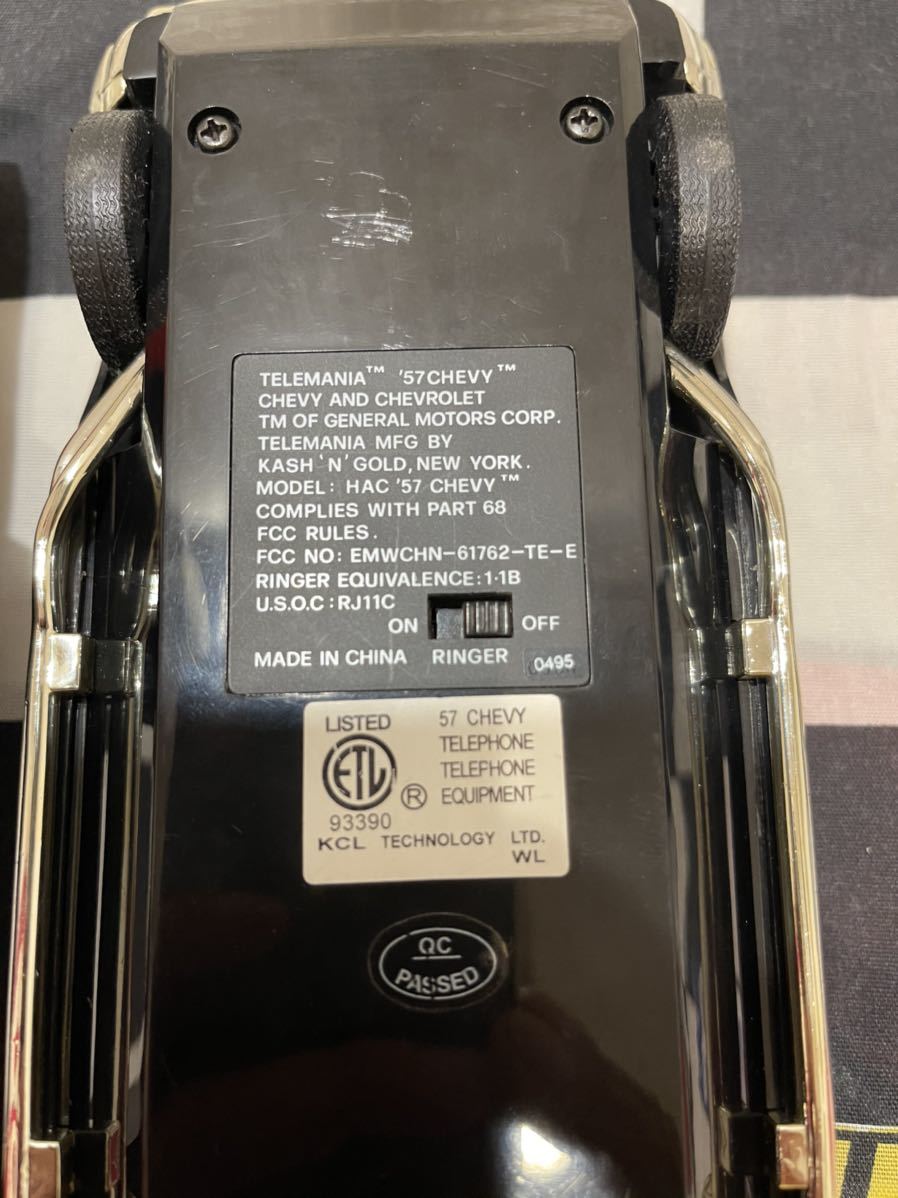 TELEMANIA™ '57 CHEVY™
CHEVY AND CHEVROLET
TM OF GENERAL MOTORS CORP.
TELEMANIA MFG BY
KASH 'N' GOLD, NEW YORK.
MODEL: HAC '57 CHEVY™
COMPLIES WITH PART 68
FCC RULES.
FCC NO: EMWCHN-61762-TE-E
RINGER EQUIVALENCE: 1·1B
U.S.O.C: RJ11C
ON OFF
MADE IN CHINA RINGER 0495
LISTED
ETL
®
93390
57 CHEVY
TELEPHONE
TELEPHONE
EQUIPMENT
KCL TECHNOLOGY LTD.
WL
QC
PASSED